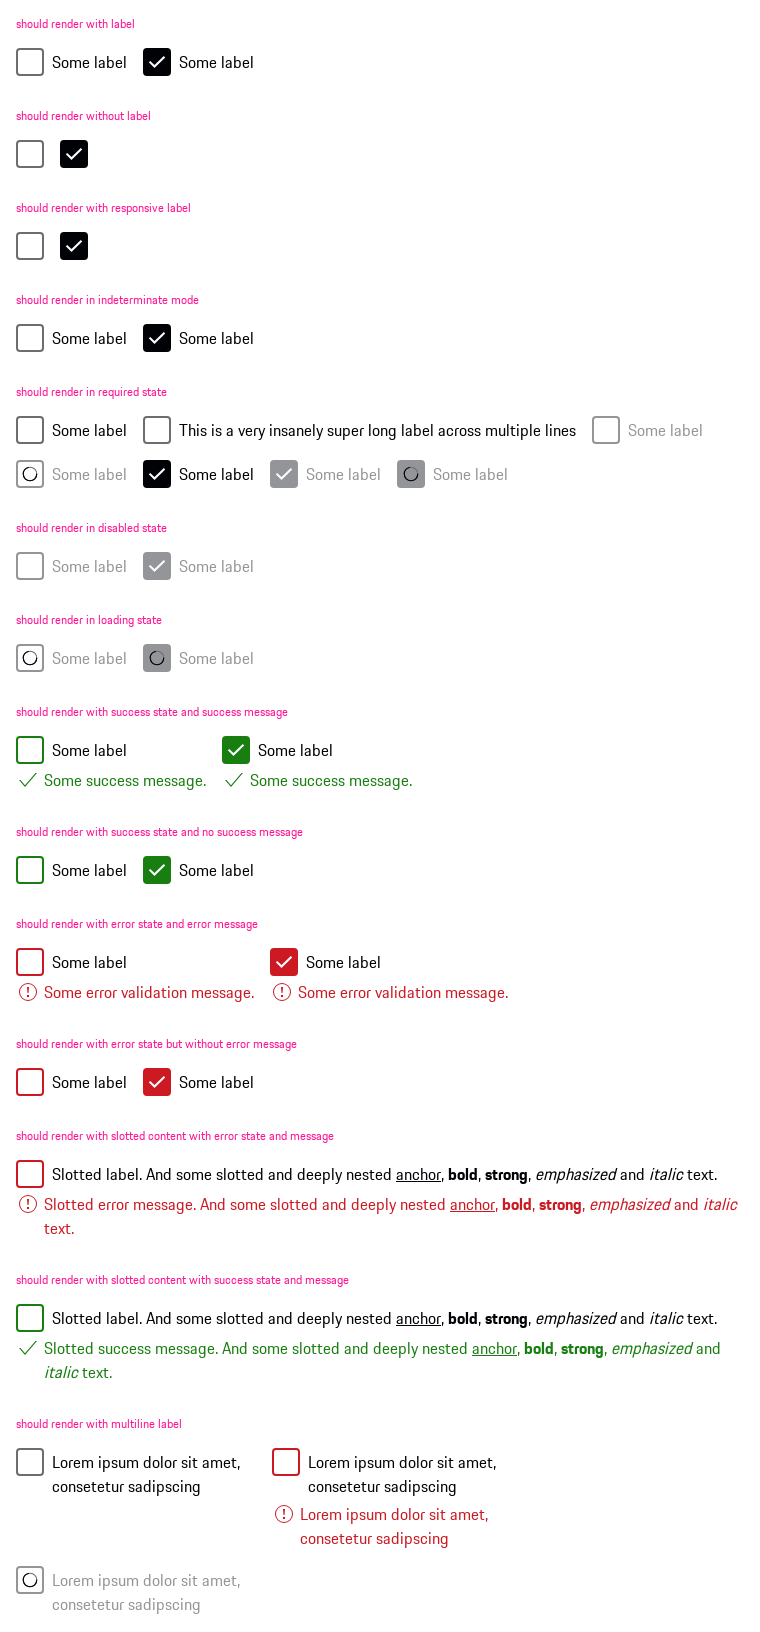 should render with label
Some label Some label
should render without label
should render with responsive label
should render in indeterminate mode
Some label Some label
should render in required state
Some label This is a very insanely super long label across multiple lines Some label
Some label Some label Some label Some label
should render in disabled state
Some label Some label
should render in loading state
Some label Some label
should render with success state and success message
Some label Some label
Some success message. Some success message.
should render with success state and no success message
Some label Some label
should render with error state and error message
Some label Some label
Some error validation message. Some error validation message.
should render with error state but without error message
Some label Some label
should render with slotted content with error state and message
Slotted label. And some slotted and deeply nested anchor, bold, strong, emphasized and italic text.
Slotted error message. And some slotted and deeply nested anchor, bold, strong, emphasized and italic
text.
should render with slotted content with success state and message
Slotted label. And some slotted and deeply nested anchor, bold, strong, emphasized and italic text.
Slotted success message. And some slotted and deeply nested anchor, bold, strong, emphasized and
italic text.
should render with multiline label
Lorem ipsum dolor sit amet,
consetetur sadipscing
Lorem ipsum dolor sit amet,
consetetur sadipscing
Lorem ipsum dolor sit amet,
consetetur sadipscing
Lorem ipsum dolor sit amet,
consetetur sadipscing